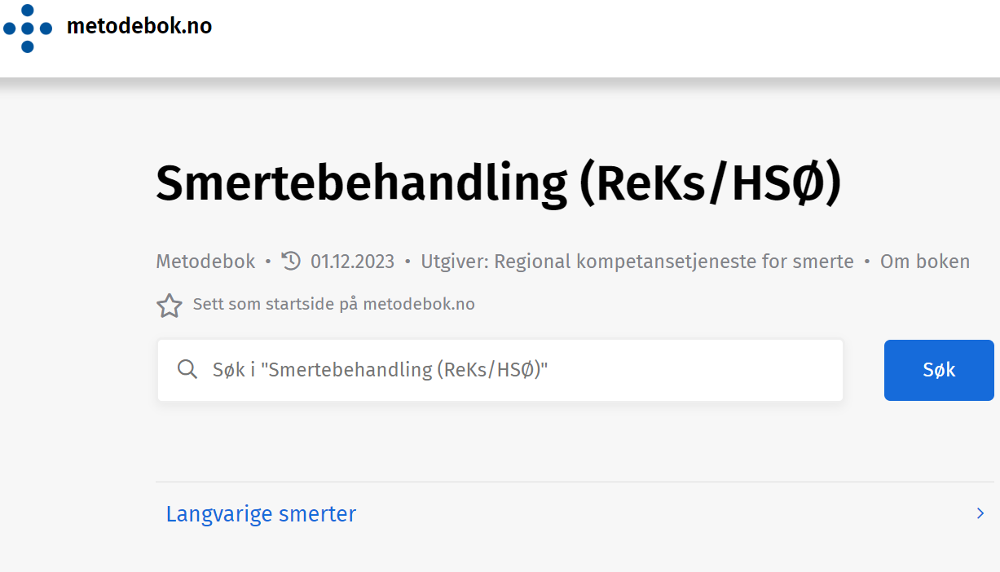 metodebok.no
Smertebehandling (ReKs/HSØ)
Metodebok • 01.12.2023 • Utgiver: Regional kompetansetjeneste for smerte • Om boken
Sett som startside på metodebok.no
Søk i "Smertebehandling (ReKs/HSØ)"
Søk
Langvarige smerter